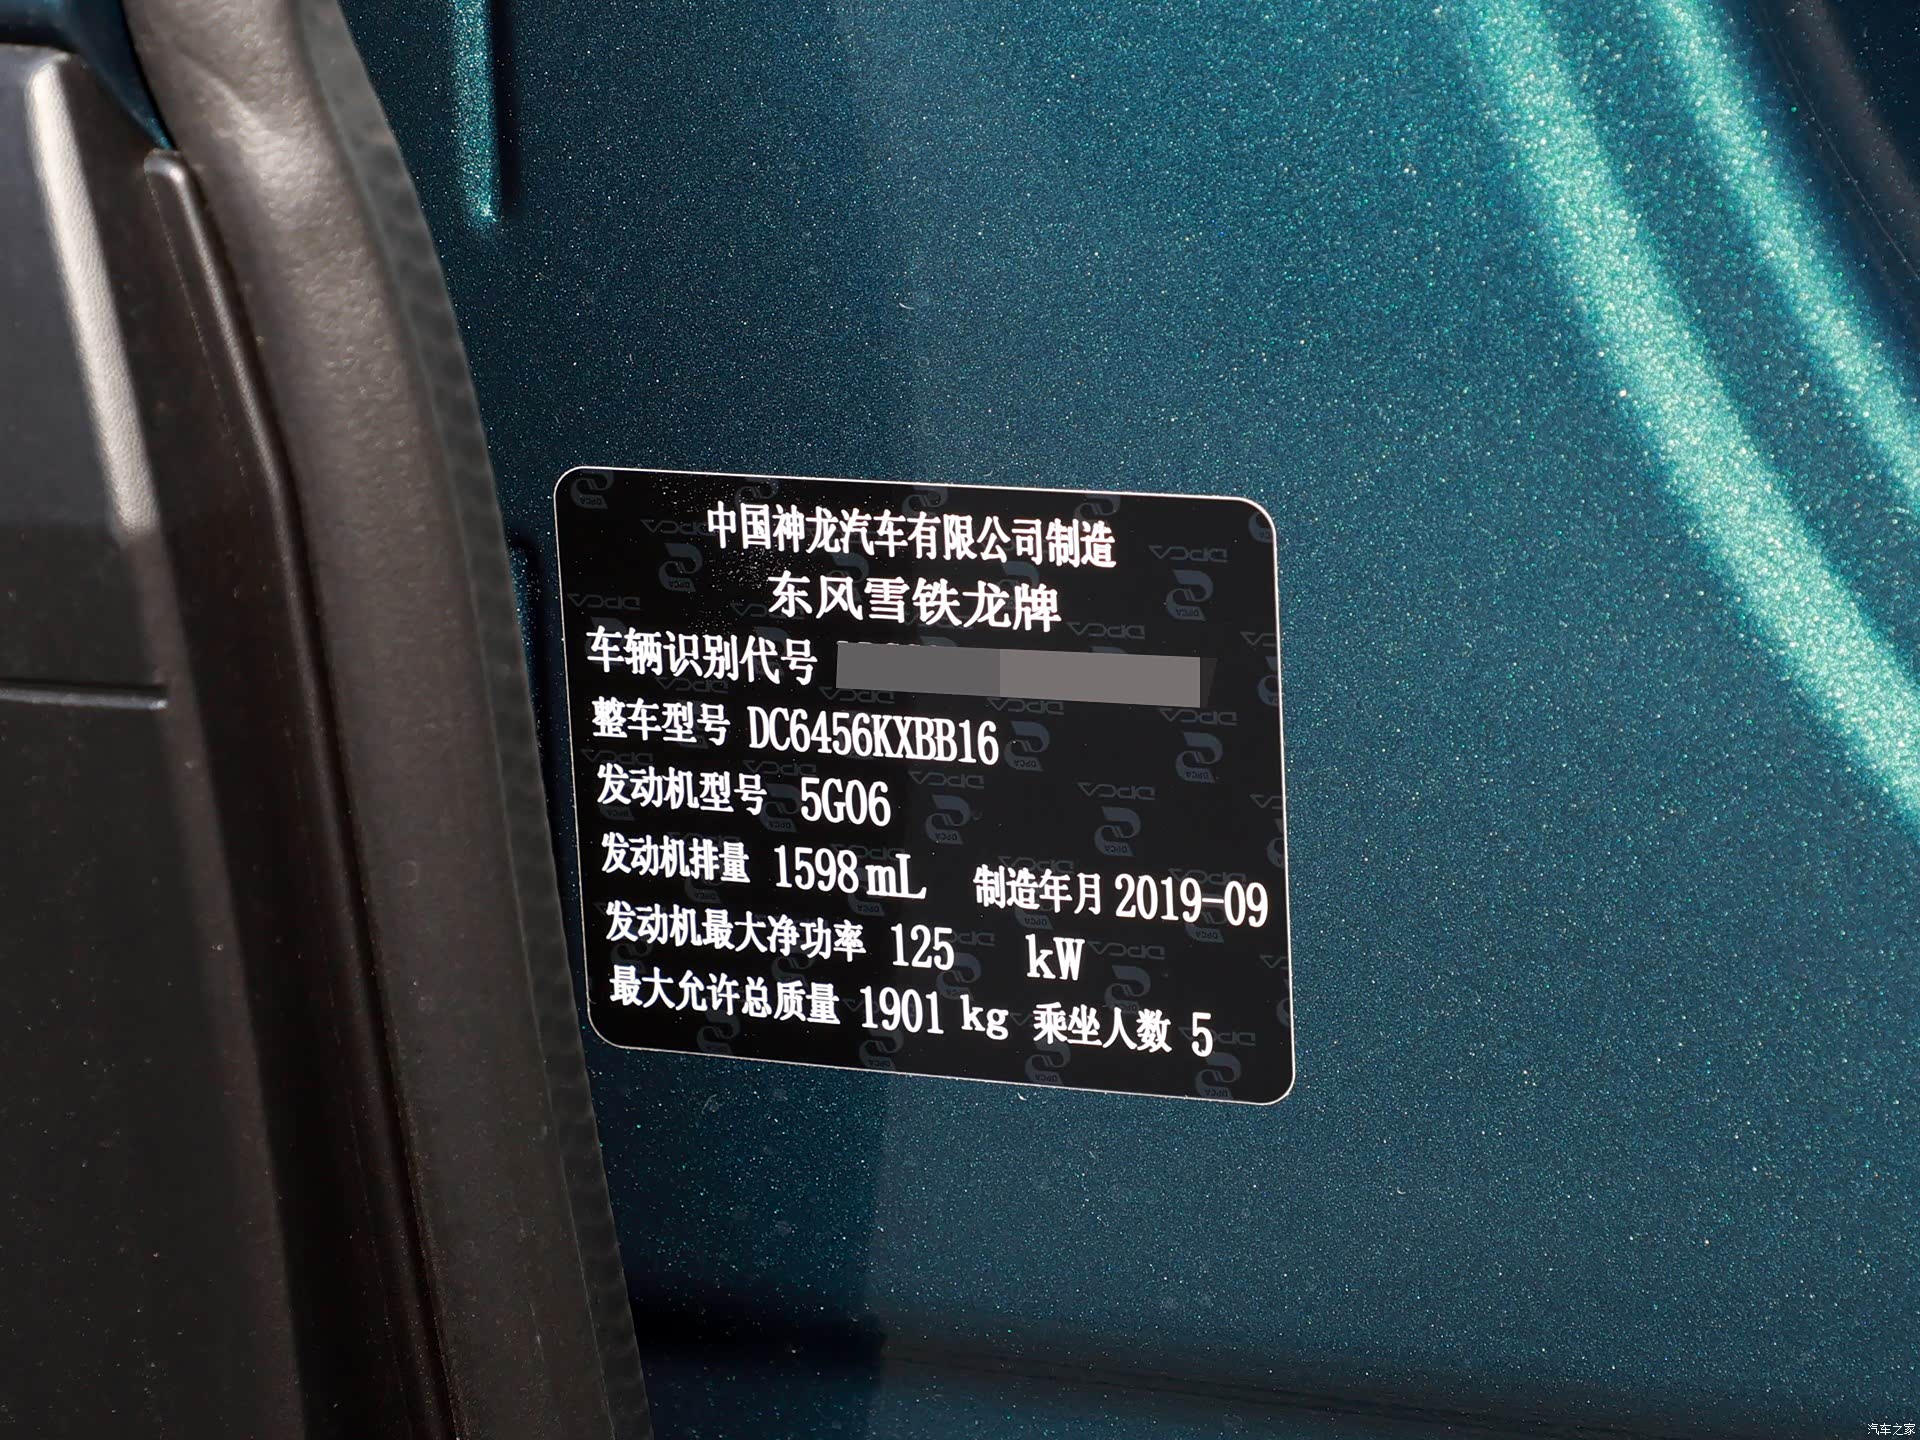 中国神龙汽车有限公司制造
东风雪铁龙牌
车辆识别代号
整车型号 DC6456KXBB16
发动机型号 5G06
发动机排量 1598 mL 制造年月 2019-09
发动机最大净功率 125 kW
最大允许总质量 1901 kg 乘坐人数 5
汽车之家